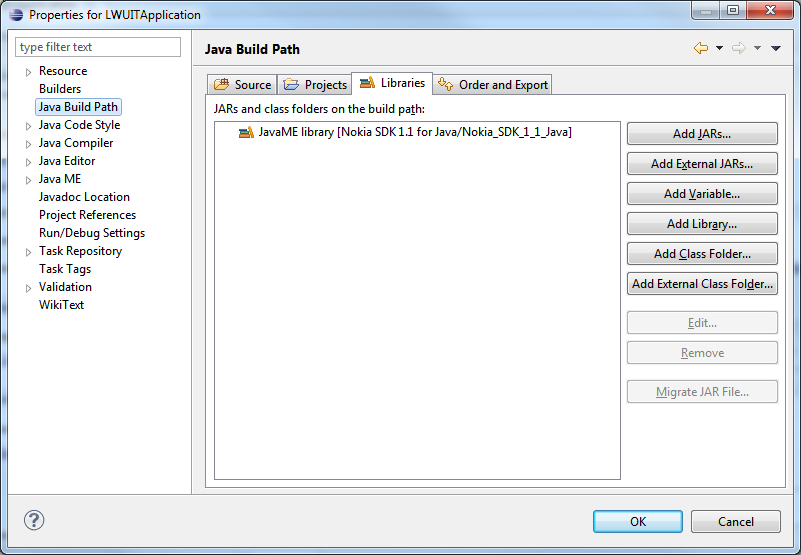 Properties for LWUITApplication
type filter text
Resource
Builders
Java Build Path
Java Code Style
Java Compiler
Java Editor
Java ME
Javadoc Location
Project References
Run/Debug Settings
Task Repository
Task Tags
Validation
WikiText
Java Build Path
Source Projects Libraries Order and Export
JARs and class folders on the build path:
JavaME library [Nokia SDK 1.1 for Java/Nokia_SDK_1_1_Java]
Add JARs...
Add External JARs...
Add Variable...
Add Library...
Add Class Folder...
Add External Class Folder...
Edit...
Remove
Migrate JAR File...
?
OK Cancel